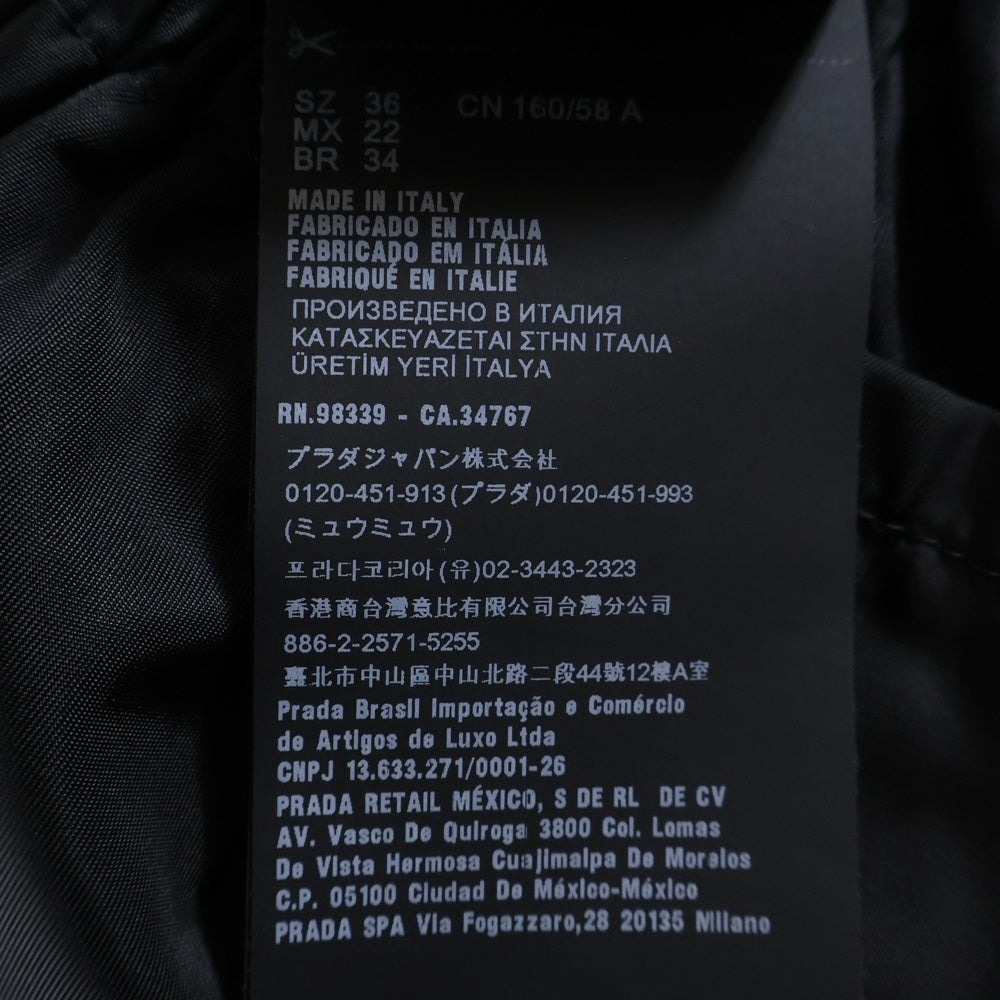 SZ 36 CN 160/58 A
MX 22
BR 34
MADE IN ITALY
FABRICADO EN ITALIA
FABRICADO EM ITÁLIA
FABRIQUÉ EN ITALIE
ПРОИЗВЕДЕНО В ИТАЛИЯ
ΚΑΤΑΣΚΕΥΑΖΕΤΑΙ ΣΤΗΝ ΙΤΑΛΙΑ
ÜRETİM YERİ İTALYA
RN.98339 - CA.34767
プラダジャパン株式会社
0120-451-913(プラダ)0120-451-993
(ミュウミュウ)
프라다코리아(유)02-3443-2323
香港商台灣意比有限公司台灣分公司
886-2-2571-5255
臺北市中山區中山北路二段44號12樓A室
Prada Brasil Importação e Comércio
de Artigos de Luxo Ltda
CNPJ 13.633.271/0001-26
PRADA RETAIL MÉXICO, S DE RL DE CV
AV. Vasco De Quiroga 3800 Col. Lomas
De Vista Hermosa Cuajimalpa De Morelos
C.P. 05100 Ciudad De México-México
PRADA SPA Via Fogazzaro,28 20135 Milano